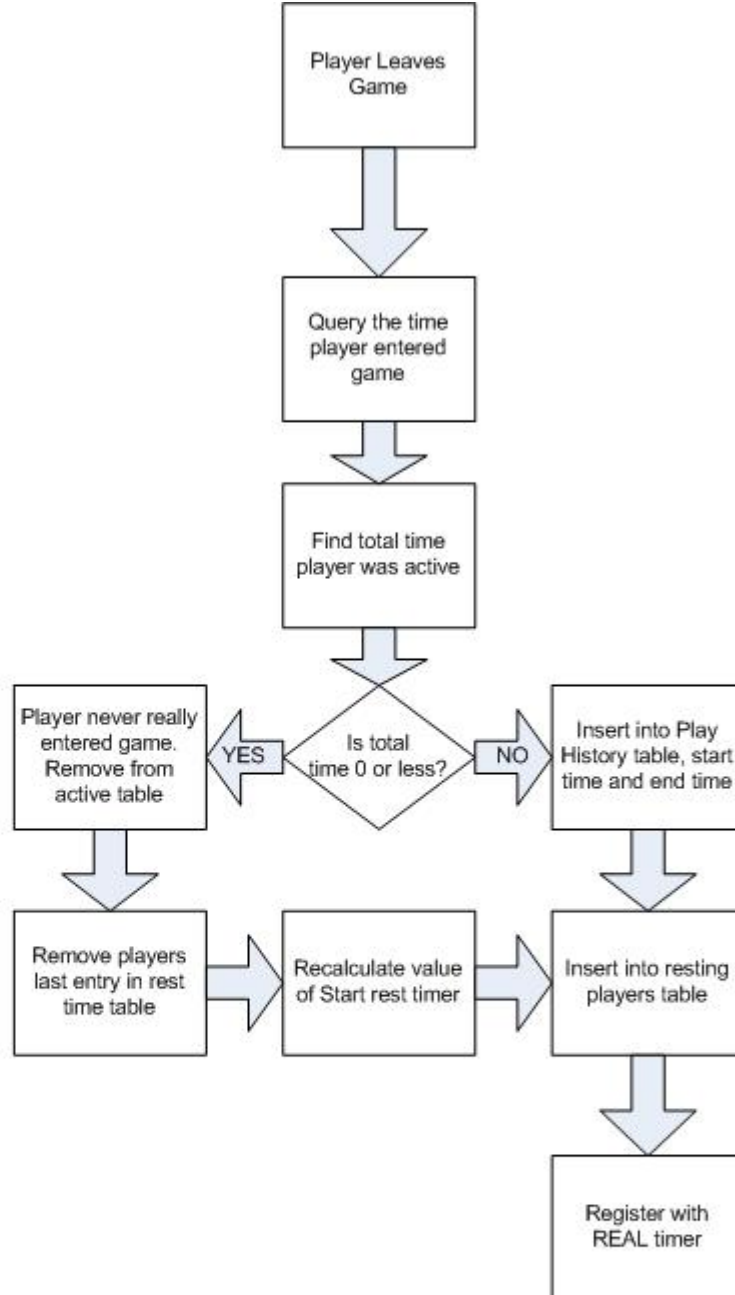 Player Leaves
Game
Query the time
player entered
game
Find total time
player was active
Is total
time 0 or less?
YES
NO
Player never really
entered game.
Remove from
active table
Insert into Play
History table, start
time and end time
Remove players
last entry in rest
time table
Recalculate value
of Start rest timer
Insert into resting
players table
Register with
REAL timer